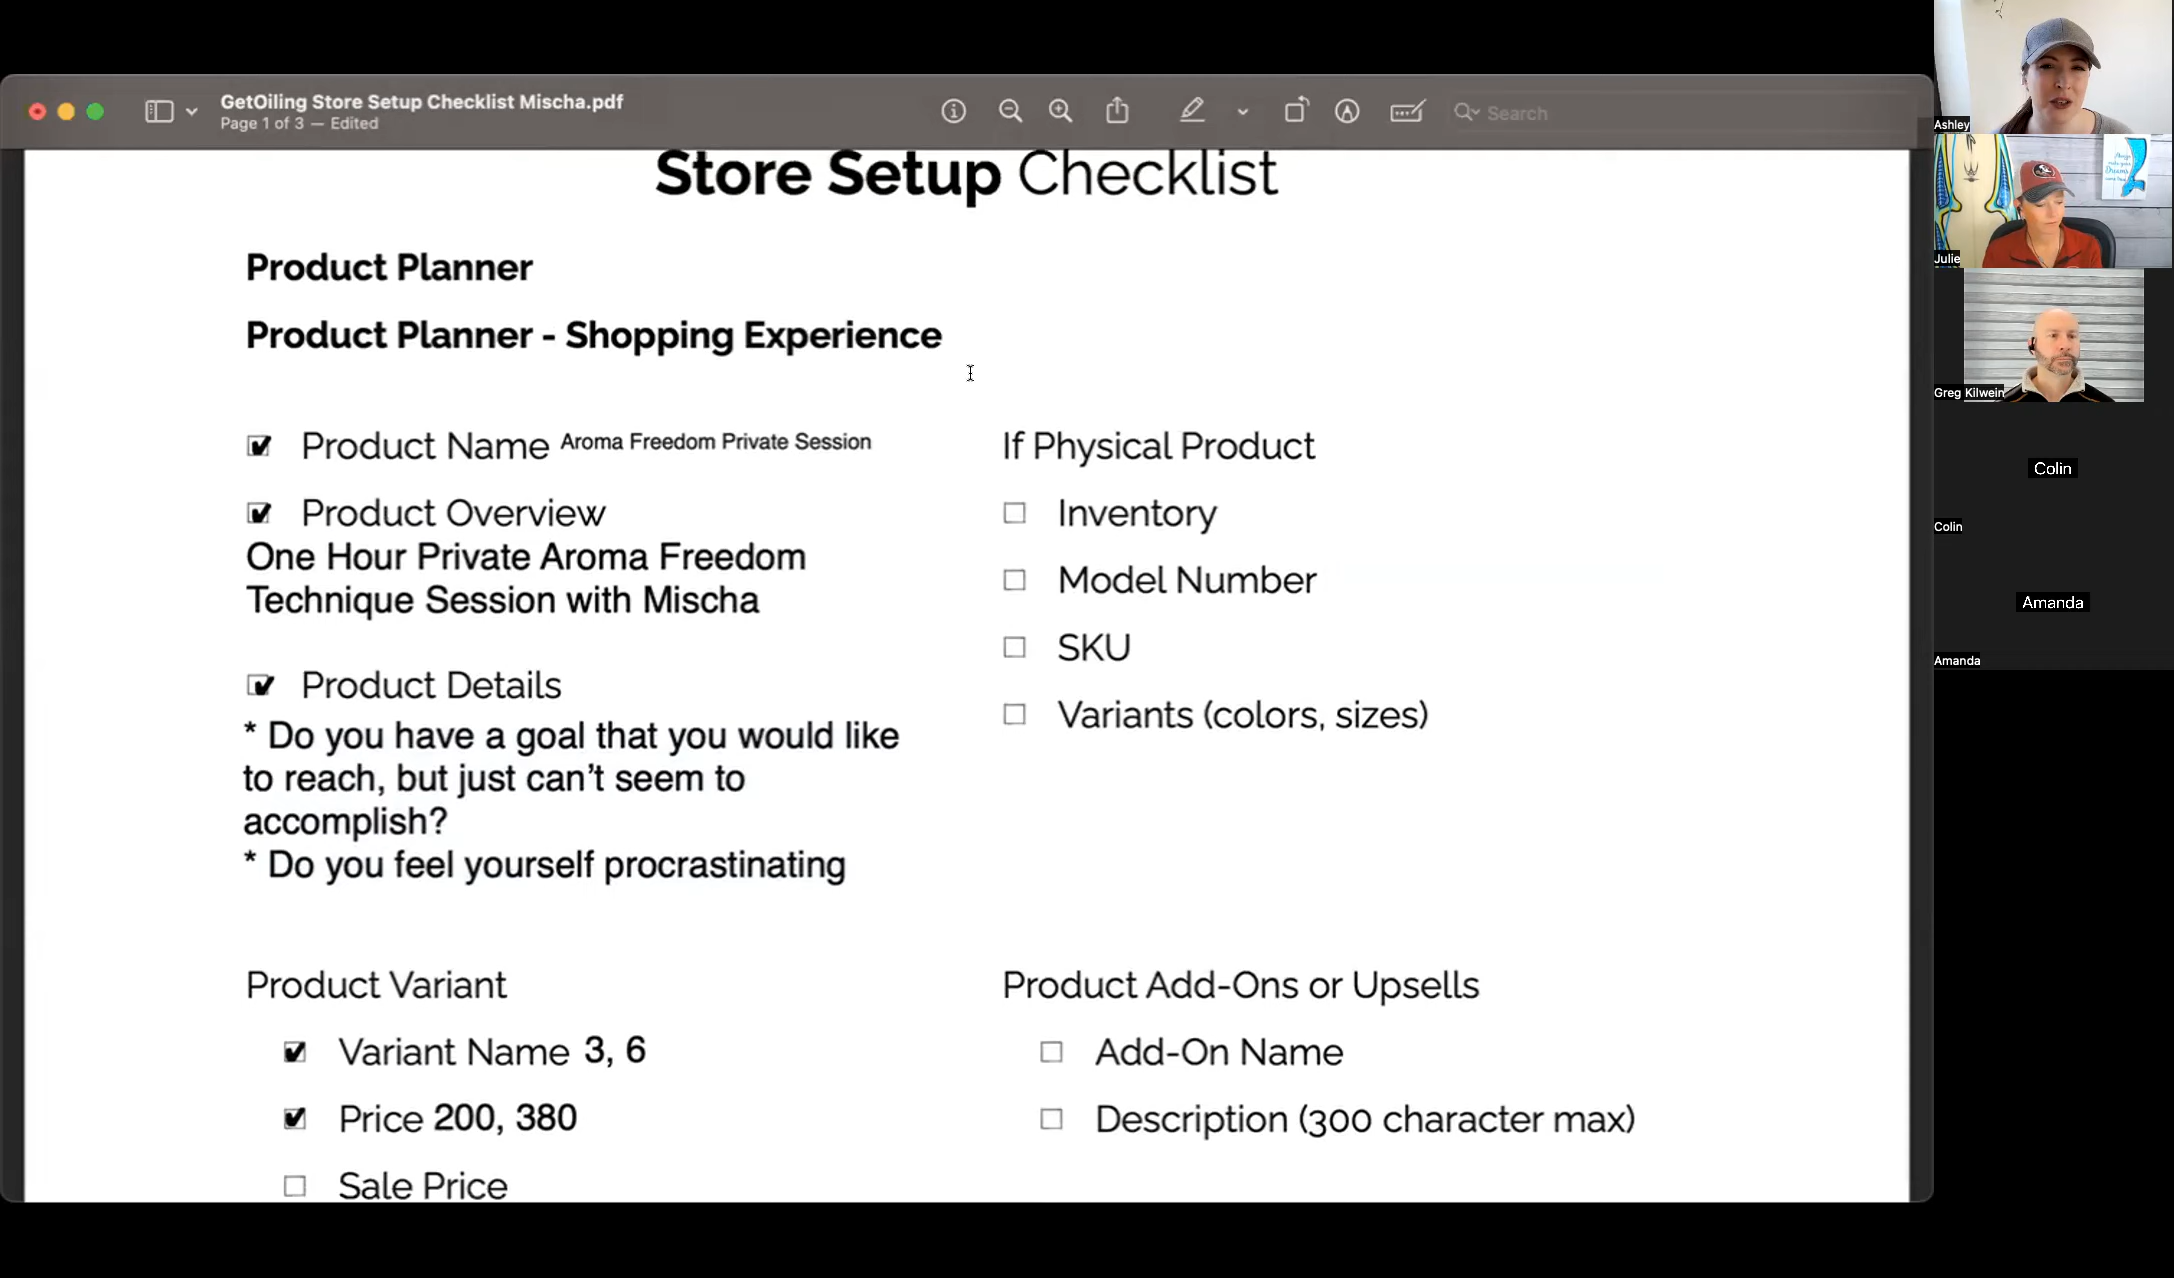 GetOiling Store Setup Checklist Mischa.pdf
Page 1 of 3 — Edited
Search
Store Setup Checklist
Product Planner
Product Planner - Shopping Experience
Product Name Aroma Freedom Private Session
Product Overview
One Hour Private Aroma Freedom
Technique Session with Mischa
Product Details
* Do you have a goal that you would like
to reach, but just can't seem to
accomplish?
* Do you feel yourself procrastinating
If Physical Product
Inventory
Model Number
SKU
Variants (colors, sizes)
Product Variant
Variant Name 3, 6
Price 200, 380
Sale Price
Product Add-Ons or Upsells
Add-On Name
Description (300 character max)
Ashley
Julie
Greg Kilwein
Colin
Colin
Amanda
Amanda